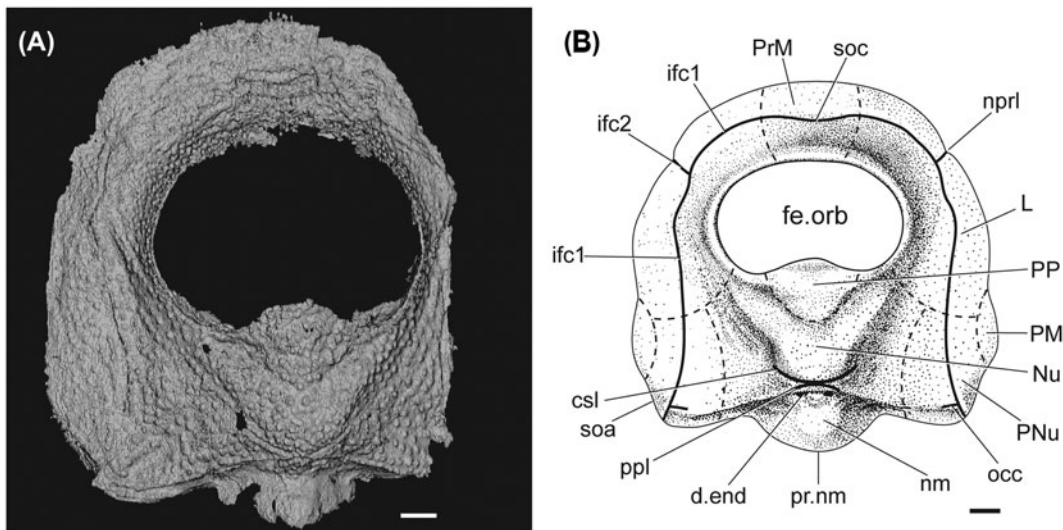 (A)
(B)
PrM
soc
ifc1
nprl
ifc2
L
fe.orb
ifc1
PP
PM
Nu
csl
soa
PNu
ppl
occ
d.end
pr.nm
nm